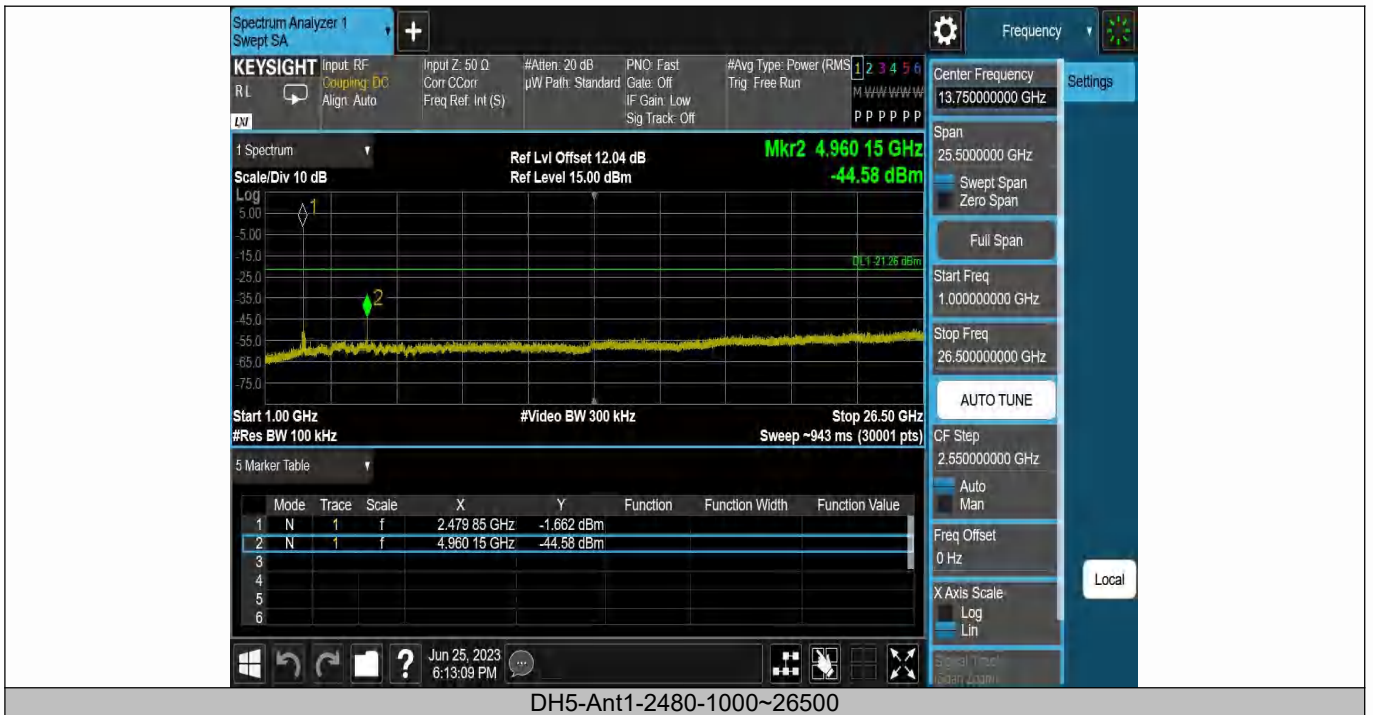 Spectrum Analyzer 1
Swept SA
+
Frequency
KEYSIGHT
RL
LXI
Input: RF
Coupling: DC
Align: Auto
Input Z: 50 Ω
Corr CCorr
Freq Ref: Int (S)
#Atten: 20 dB
µW Path: Standard
PNO: Fast
Gate: Off
IF Gain: Low
Sig Track: Off
#Avg Type: Power (RMS
Trig: Free Run
1 2 3 4 5 6
M W W W W W
P P P P P P
1 Spectrum
Scale/Div 10 dB
Ref Lvl Offset 12.04 dB
Ref Level 15.00 dBm
Mkr2 4.960 15 GHz
-44.58 dBm
Log
5.00
-5.00
-15.0
-25.0
-35.0
-45.0
-55.0
-65.0
-75.0
1
2
DL1 -21.26 dBm
Start 1.00 GHz
#Video BW 300 kHz
Stop 26.50 GHz
#Res BW 100 kHz
Sweep ~943 ms (30001 pts)
5 Marker Table
Mode Trace Scale X Y Function Function Width Function Value
1 N 1 f 2.479 85 GHz -1.662 dBm
2 N 1 f 4.960 15 GHz -44.58 dBm
3
4
5
6
Jun 25, 2023
6:13:09 PM
Center Frequency
13.750000000 GHz
Settings
Span
25.5000000 GHz
Swept Span
Zero Span
Full Span
Start Freq
1.000000000 GHz
Stop Freq
26.500000000 GHz
AUTO TUNE
CF Step
2.550000000 GHz
Auto
Man
Freq Offset
0 Hz
X Axis Scale
Log
Lin
Local
Signal Track
(Span Zoom)
DH5-Ant1-2480-1000~26500